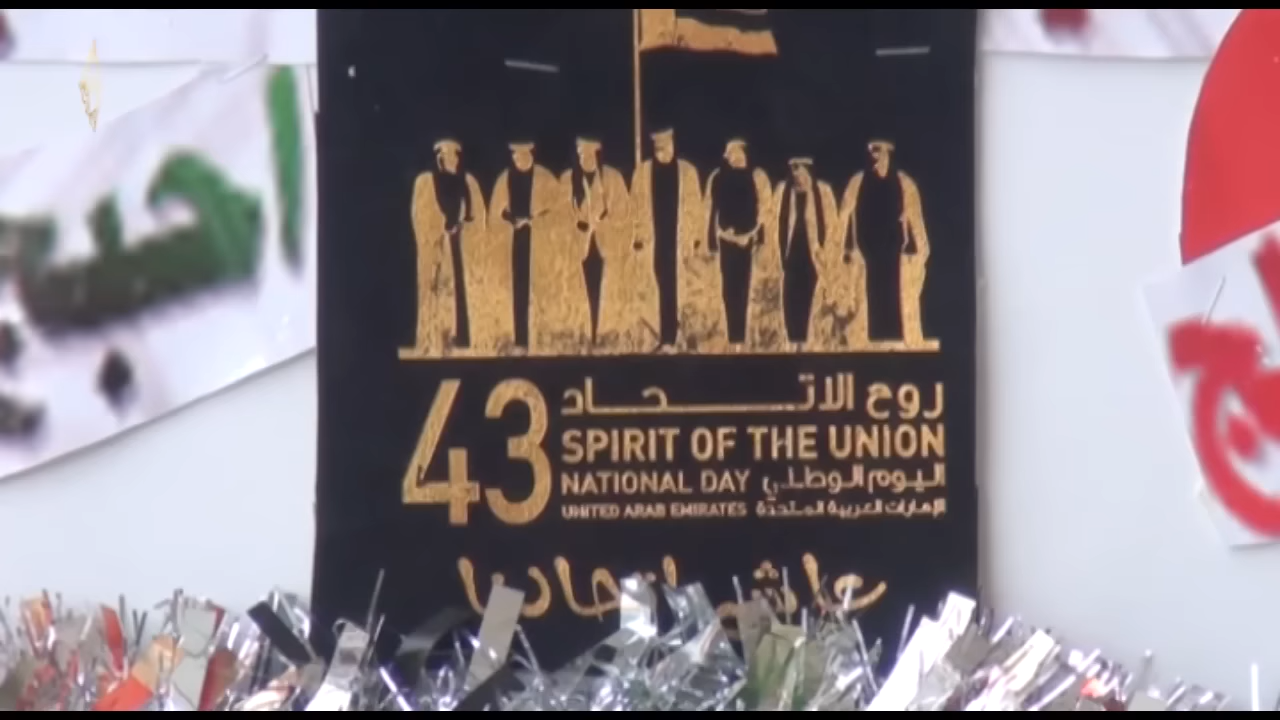 43
روح الاتحاد
SPIRIT OF THE UNION
NATIONAL DAY اليوم الوطني
UNITED ARAB EMIRATES الإمارات العربية المتحدة
عاش اتحادنا